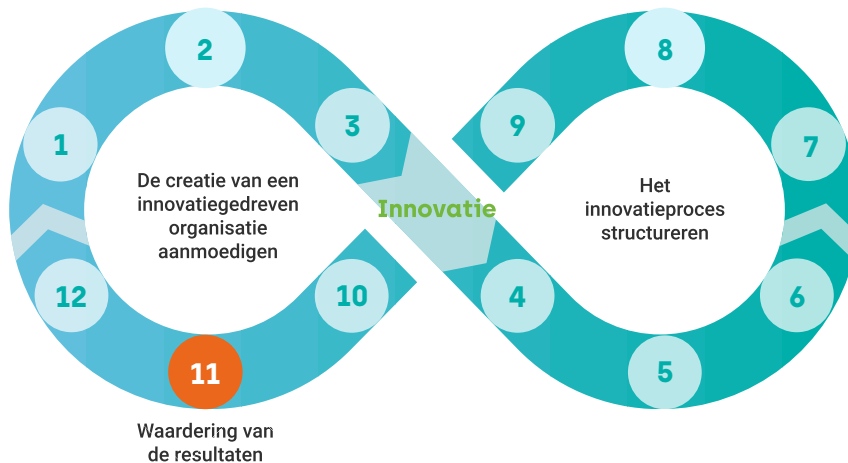 2
8
3
9
1
7
De creatie van een
innovatiegedreven
organisatie
aanmoedigen
Innovatie
Het
innovatieproces
structureren
12
10
4
6
11
5
Waardering van
de resultaten